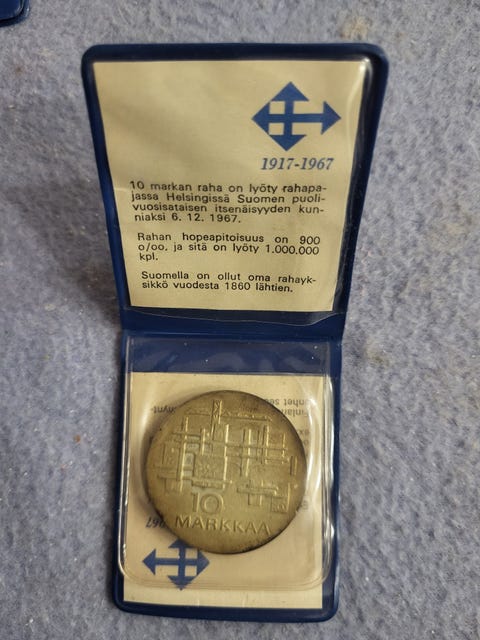 1917-1967
10 markan raha on lyöty rahapa-
jassa Helsingissä Suomen puoli-
vuosisataisen itsenäisyyden kun-
niaksi 6. 12. 1967.
Rahan hopeapitoisuus on 900
o/oo, ja sitä on lyöty 1.000.000
kpl.
Suomella on ollut oma rahayk-
sikkö vuodesta 1860 lähtien.
10
MARKKAA